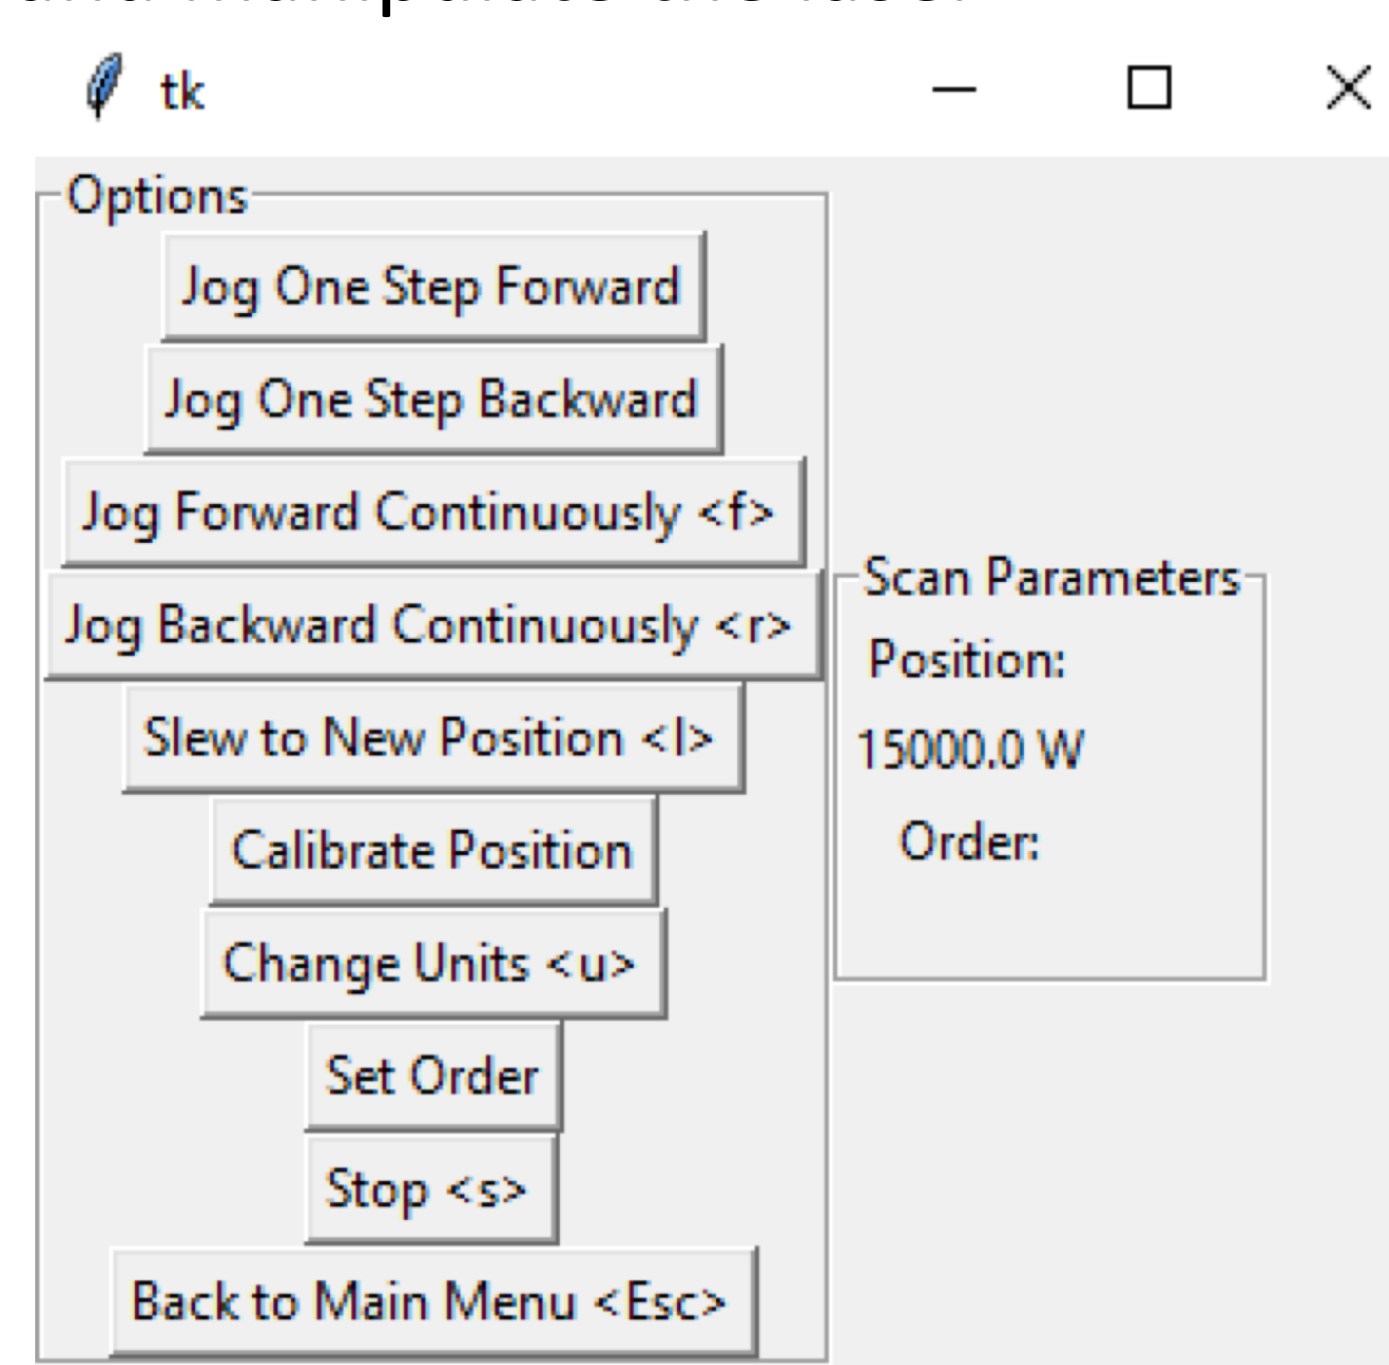 tk
Options
Jog One Step Forward
Jog One Step Backward
Jog Forward Continuously <f>
Jog Backward Continuously <r>
Slew to New Position <l>
Calibrate Position
Change Units <u>
Set Order
Stop <s>
Back to Main Menu <Esc>
Scan Parameters
Position:
15000.0 W
Order: